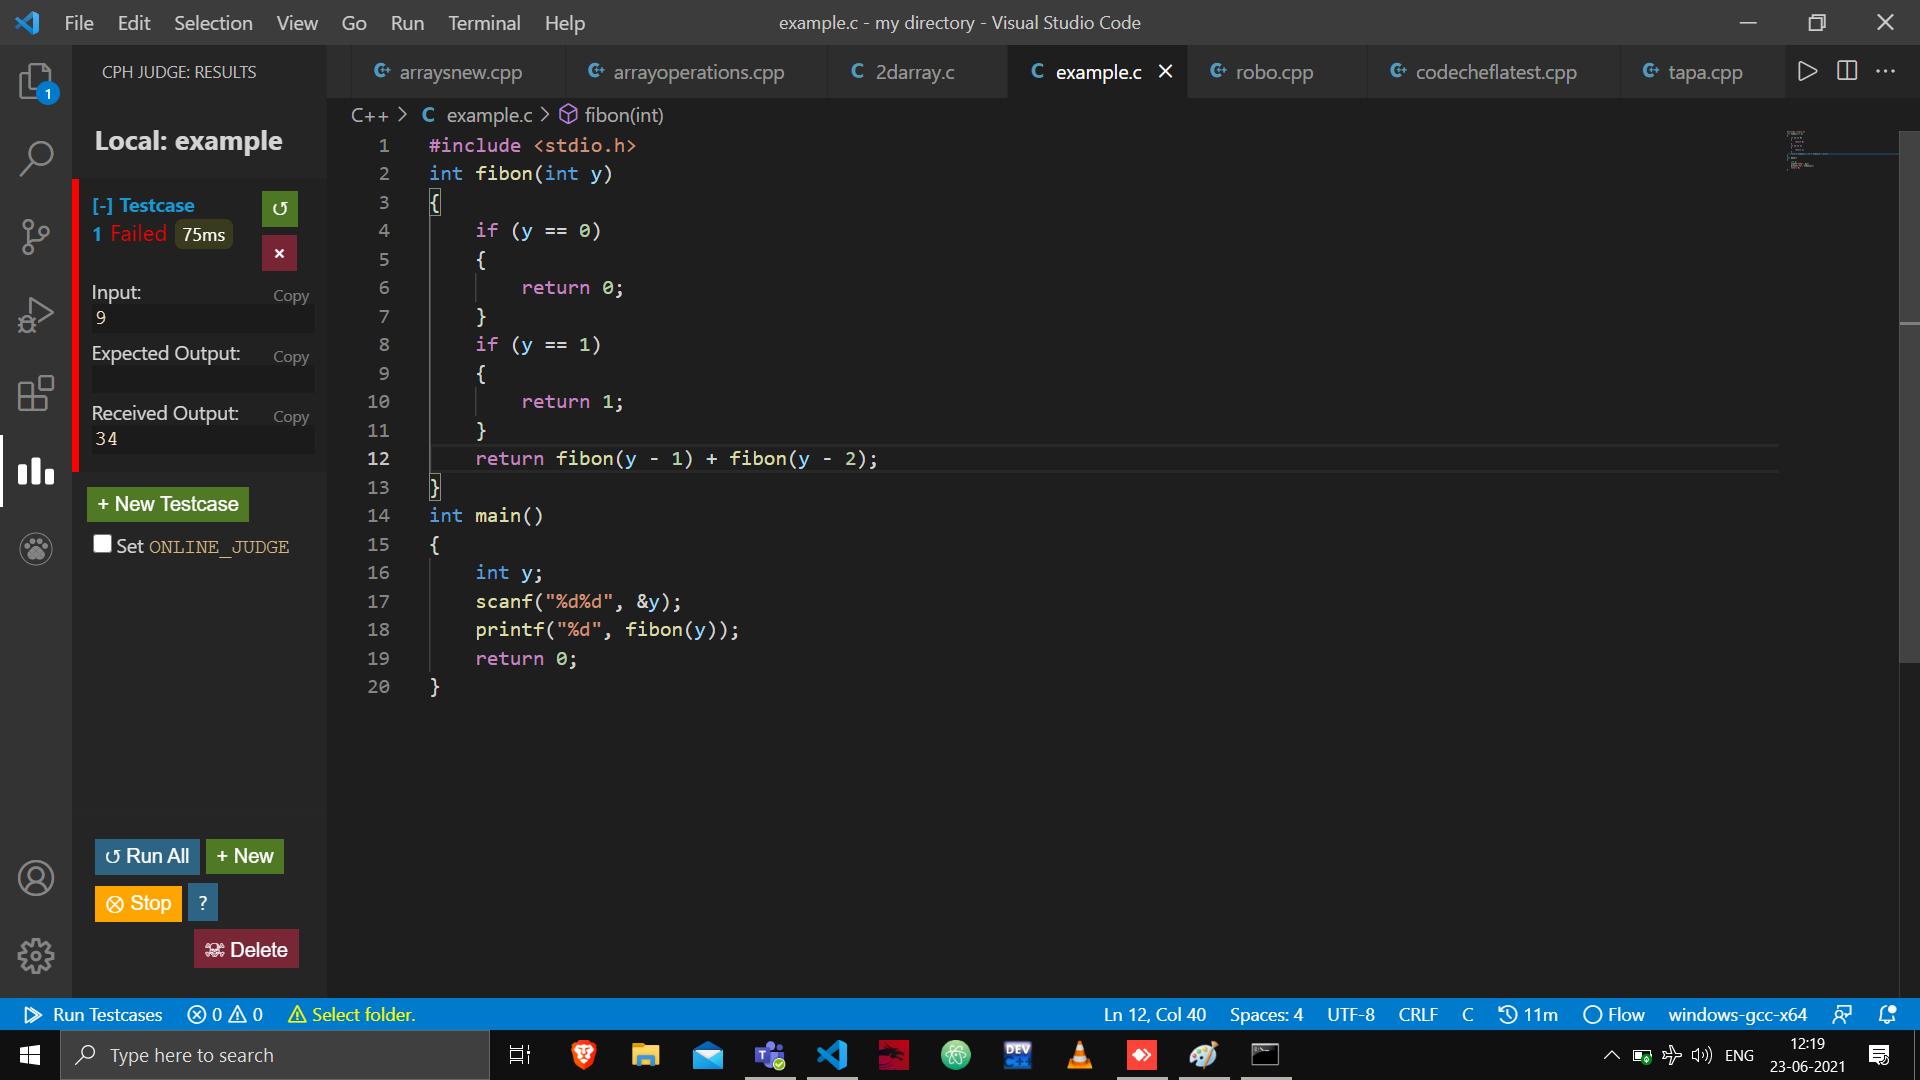 File Edit Selection View Go Run Terminal Help
example.c - my directory - Visual Studio Code
1
CPH JUDGE: RESULTS
Local: example
[-] Testcase
1 Failed 75ms
Input:
Copy
9
Expected Output:
Copy
Received Output:
Copy
34
+ New Testcase
Set ONLINE_JUDGE
Run All
+ New
Stop
?
Delete
arraysnew.cpp
arrayoperations.cpp
C 2darray.c
C example.c
robo.cpp
codecheflatest.cpp
tapa.cpp
C++ > C example.c > fibon(int)
1 #include <stdio.h>
2 int fibon(int y)
3 {
4 if (y == 0)
5 {
6 return 0;
7 }
8 if (y == 1)
9 {
10 return 1;
11 }
12 return fibon(y - 1) + fibon(y - 2);
13 }
14 int main()
15 {
16 int y;
17 scanf("%d%d", &y);
18 printf("%d", fibon(y));
19 return 0;
20 }
Run Testcases
0 0
Select folder.
Ln 12, Col 40
Spaces: 4
UTF-8
CRLF
C
11m
Flow
windows-gcc-x64
Type here to search
DEV
ENG
12:19
23-06-2021